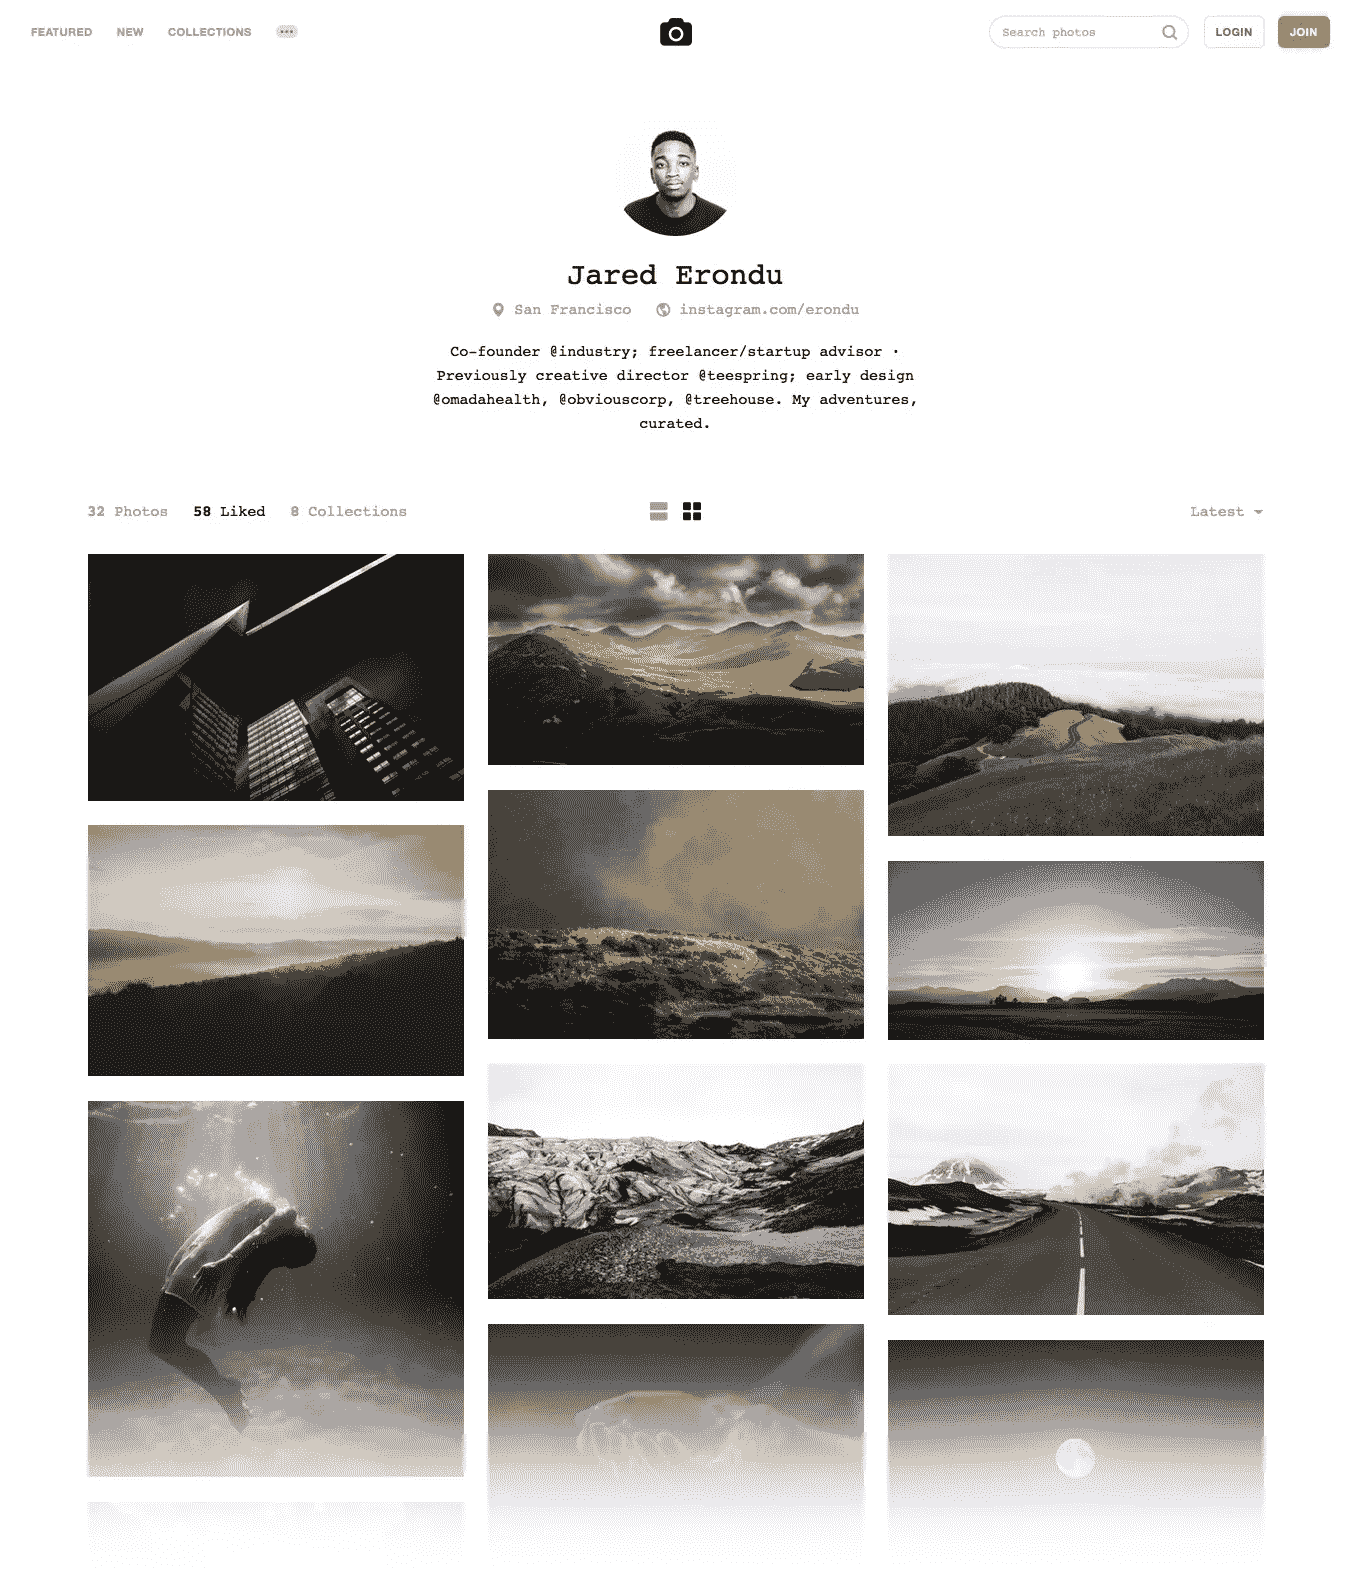 FEATURED NEW COLLECTIONS
Search photos
LOGIN
JOIN
Jared Erondu
San Francisco instagram.com/erondu
Co-founder @industry; freelancer/startup advisor ·
Previously creative director @teespring; early design
@omadahealth, @obviouscorp, @treehouse. My adventures,
curated.
32 Photos 58 Liked 8 Collections
Latest